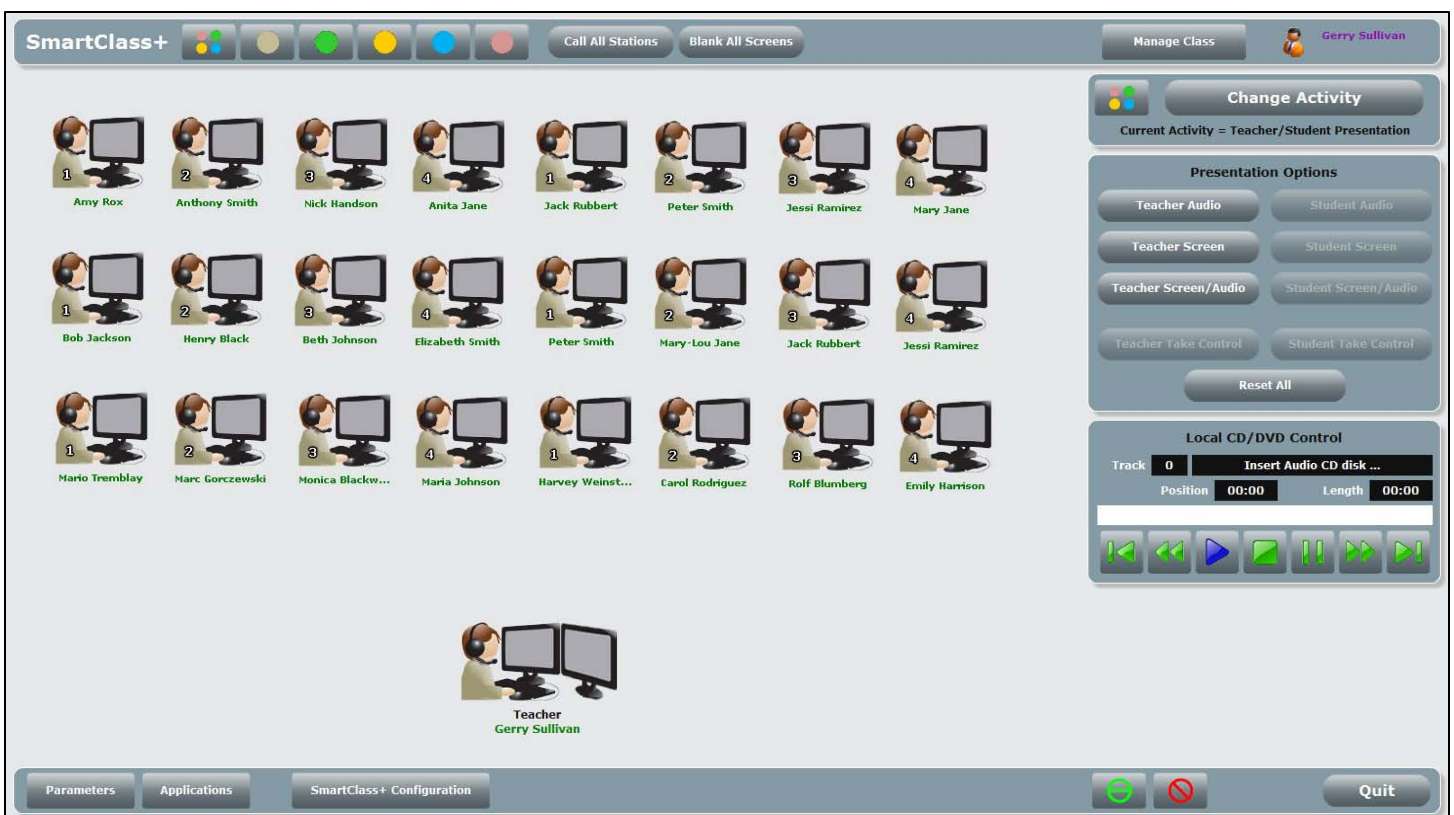 SmartClass+ Call All Stations Blank All Screens Manage Class Gerry Sullivan
Change Activity
Current Activity = Teacher/Student Presentation
Presentation Options
Teacher Audio Student Audio
Teacher Screen Student Screen
Teacher Screen/Audio Student Screen/Audio
Teacher Take Control Student Take Control
Reset All
Local CD/DVD Control
Track 0 Insert Audio CD disk ...
Position 00:00 Length 00:00
1 2 3 4 1 2 3 4
Amy Rox Anthony Smith Nick Handson Anita Jane Jack Rubbert Peter Smith Jessi Ramirez Mary Jane
1 2 3 4 1 2 3 4
Bob Jackson Henry Black Beth Johnson Elizabeth Smith Peter Smith Mary-Lou Jane Jack Rubbert Jessi Ramirez
1 2 3 4 1 2 3 4
Mario Tremblay Marc Gorczewski Monica Blackw... Maria Johnson Harvey Weinst... Carol Rodriguez Rolf Blumberg Emily Harrison
Teacher
Gerry Sullivan
Parameters Applications SmartClass+ Configuration Quit